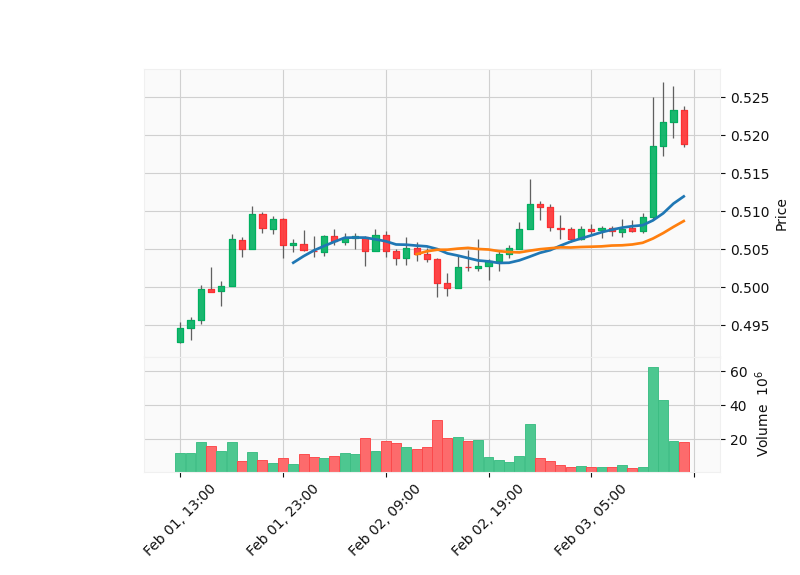 0.525
0.520
0.515
0.510
0.505
0.500
0.495
Price
60
40
20
Volume 10⁶
Feb 01, 13:00
Feb 01, 23:00
Feb 02, 09:00
Feb 02, 19:00
Feb 03, 05:00